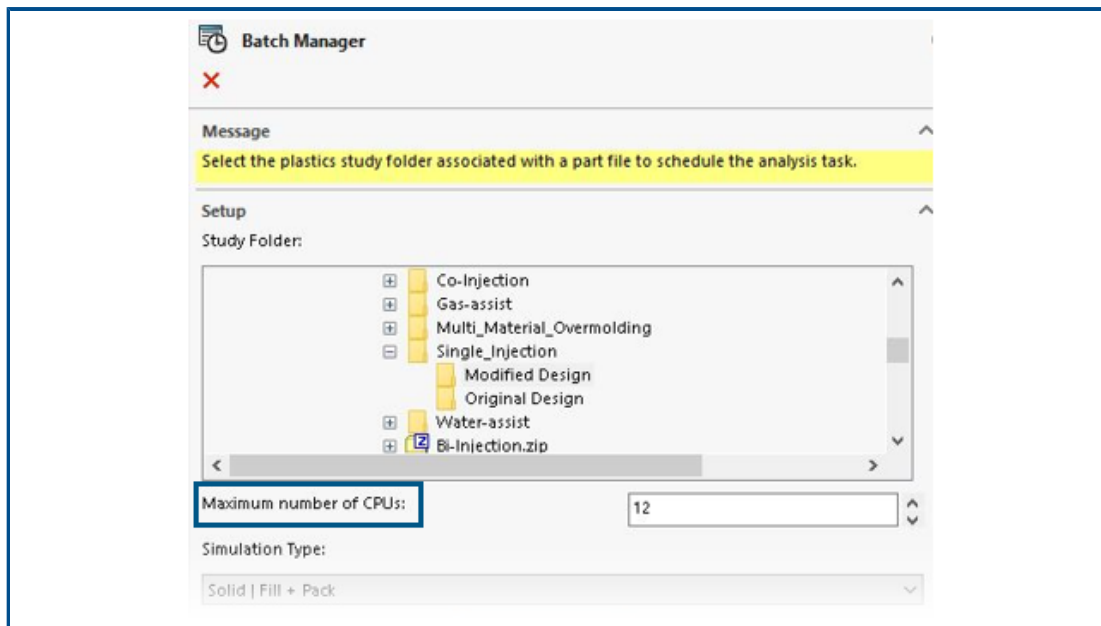 Batch Manager
Message
Select the plastics study folder associated with a part file to schedule the analysis task.
Setup
Study Folder:
Co-Injection
Gas-assist
Multi_Material_Overmolding
Single_Injection
Modified Design
Original Design
Water-assist
Bi-Injection.zip
Maximum number of CPUs: 12
Simulation Type:
Solid | Fill + Pack